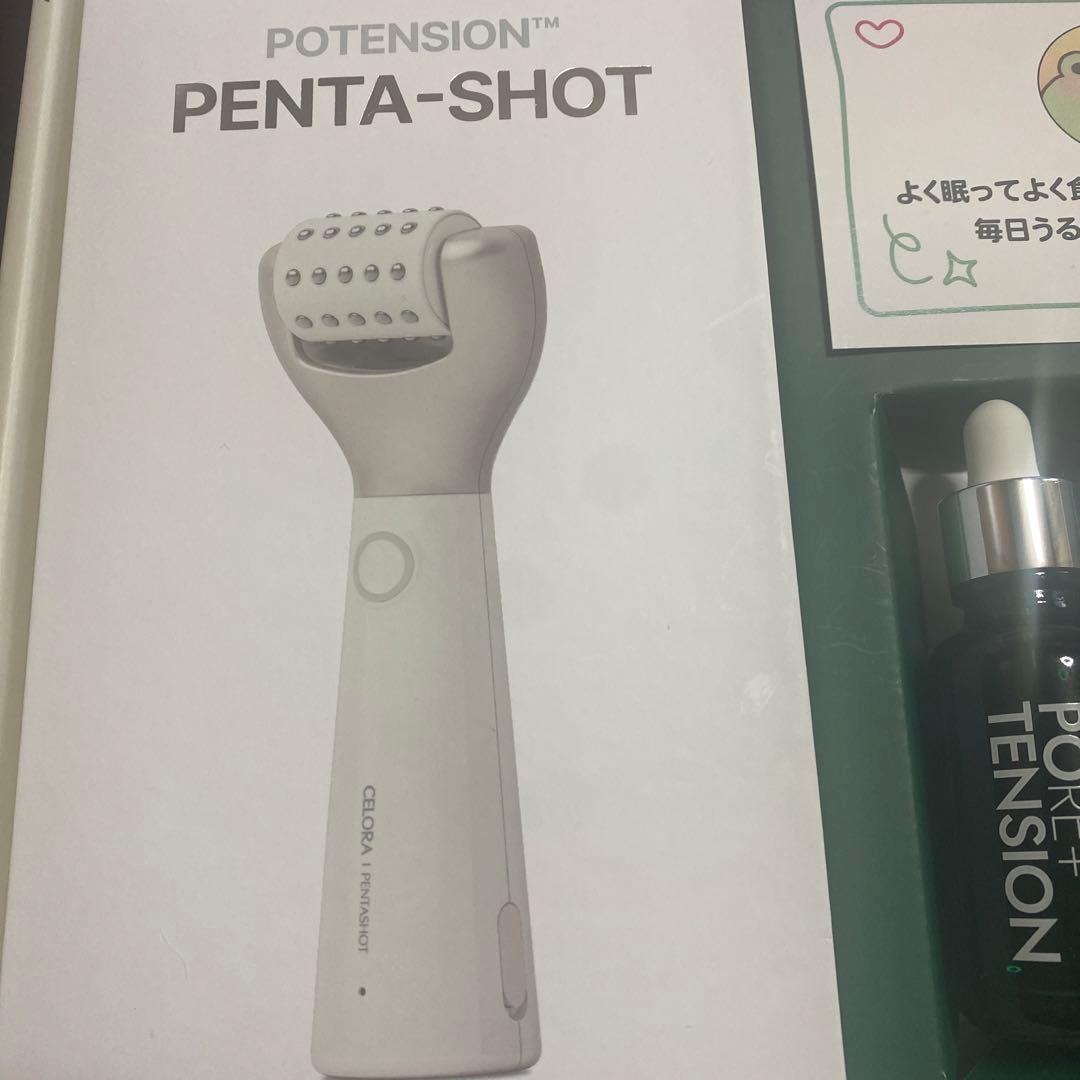 POTENSION™
PENTA-SHOT
CELORA | PENTASHOT
よく眠ってよく食
毎日うる
PORE+
TENSION